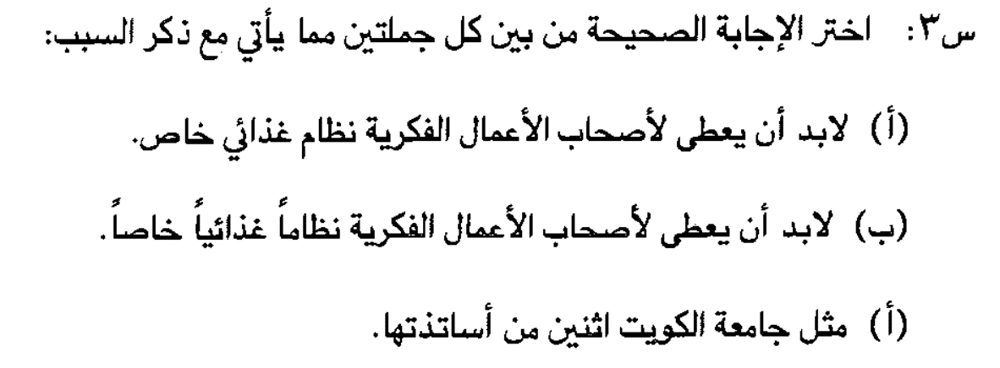 س٣: اختر الإجابة الصحيحة من بين كل جملتين مما يأتي مع ذكر السبب:
(أ) لابد أن يعطى لأصحاب الأعمال الفكرية نظام غذائي خاص.
(ب) لابد أن يعطى لأصحاب الأعمال الفكرية نظاماً غذائياً خاصاً.
(أ) مثل جامعة الكويت اثنين من أساتذتها.